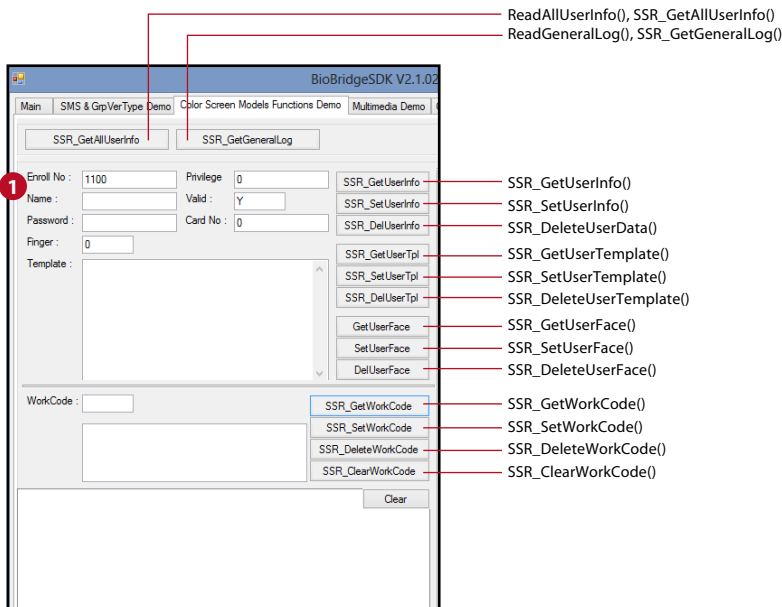 ReadAllUserInfo(), SSR_GetAllUserInfo()
ReadGeneralLog(), SSR_GetGeneralLog()
BioBridgeSDK V2.1.02
Main SMS & GrpVerType Demo Color Screen Models Functions Demo Multimedia Demo
SSR_GetAllUserInfo SSR_GetGeneralLog
1
Enroll No : 1100 Privilege 0 SSR_GetUserInfo SSR_GetUserInfo()
Name : Valid : Y SSR_SetUserInfo SSR_SetUserInfo()
Password : Card No : 0 SSR_DelUserInfo SSR_DeleteUserData()
Finger : 0
SSR_GetUserTpl SSR_GetUserTemplate()
Template : SSR_SetUserTpl SSR_SetUserTemplate()
SSR_DelUserTpl SSR_DeleteUserTemplate()
GetUserFace SSR_GetUserFace()
SetUserFace SSR_SetUserFace()
DelUserFace SSR_DeleteUserFace()
WorkCode : SSR_GetWorkCode SSR_GetWorkCode()
SSR_SetWorkCode SSR_SetWorkCode()
SSR_DeleteWorkCode SSR_DeleteWorkCode()
SSR_ClearWorkCode SSR_ClearWorkCode()
Clear